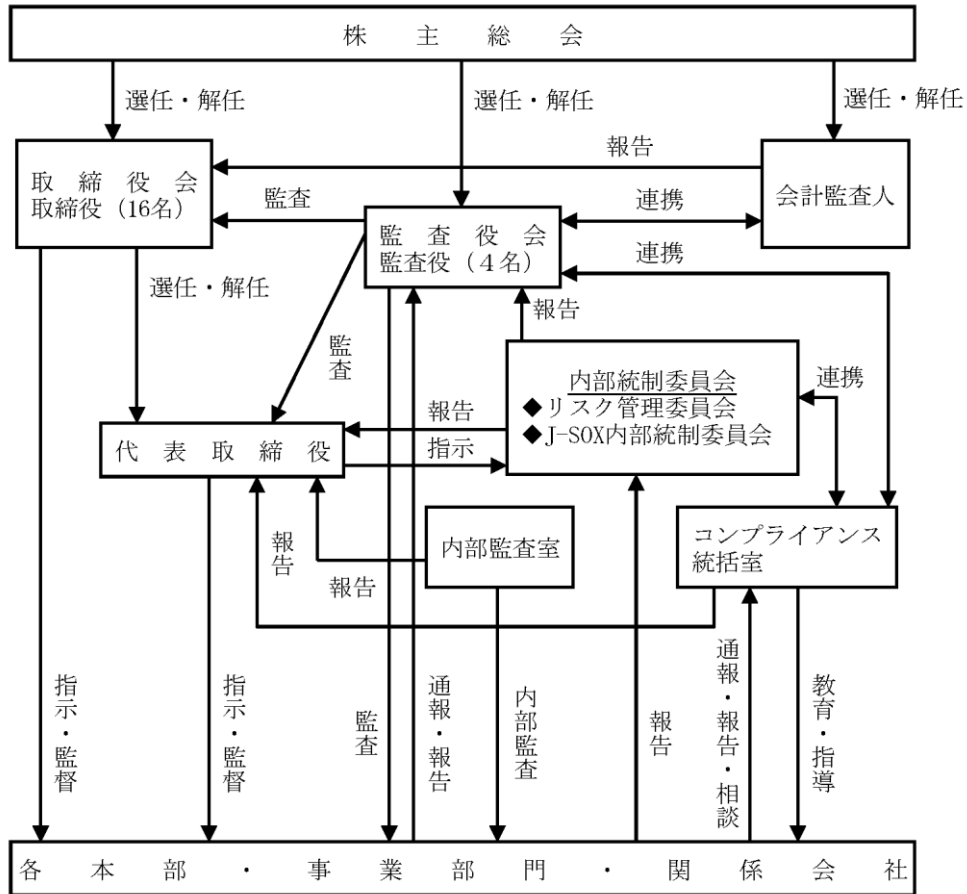 株主総会
選任・解任
選任・解任
選任・解任
取締役会
取締役(16名)
報告
会計監査人
監査
監査役会
監査役(4名)
連携
連携
選任・解任
監査
報告
内部統制委員会
◆リスク管理委員会
◆J-SOX内部統制委員会
連携
報告
指示
代表取締役
内部監査室
コンプライアンス
統括室
報告
報告
指示・監督
指示・監督
監査
通報・報告
内部監査
報告
通報・報告・相談
教育・指導
各本部・事業部門・関係会社